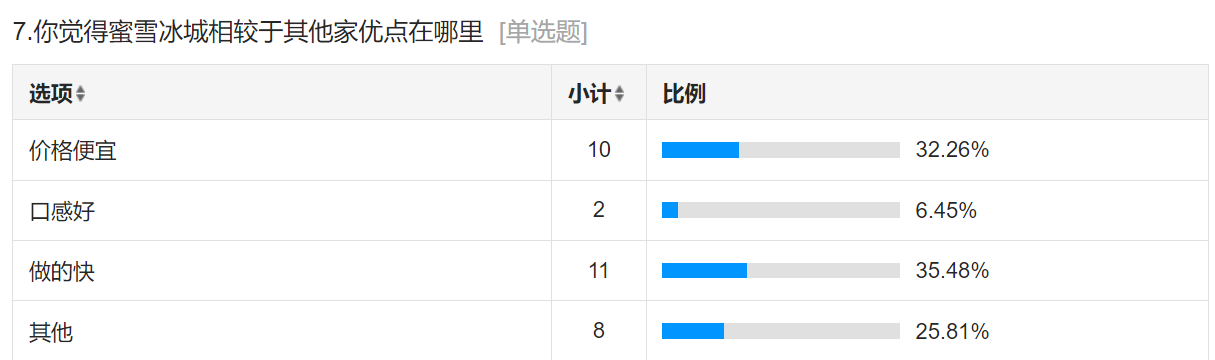 7.你觉得蜜雪冰城相较于其他家优点在哪里 [单选题]
选项 小计 比例
价格便宜 10 32.26%
口感好 2 6.45%
做的快 11 35.48%
其他 8 25.81%